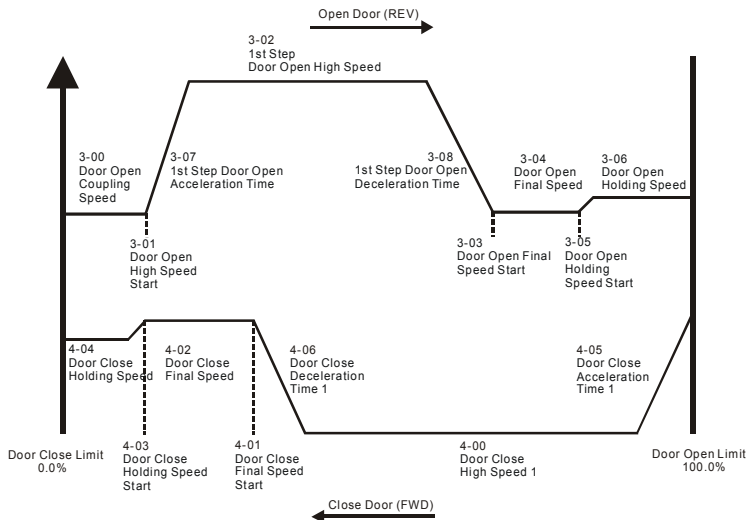 Open Door (REV)
3-02
1st Step
Door Open High Speed
3-00
Door Open
Coupling
Speed
3-07
1st Step Door Open
Acceleration Time
3-08
1st Step Door Open
Deceleration Time
3-04
Door Open
Final Speed
3-06
Door Open
Holding Speed
3-01
Door Open
High Speed
Start
3-03
Door Open Final
Speed Start
3-05
Door Open
Holding
Speed Start
4-04
Door Close
Holding Speed
4-02
Door Close
Final Speed
4-06
Door Close
Deceleration
Time 1
4-05
Door Close
Acceleration
Time 1
Door Close Limit
0.0%
4-03
Door Close
Holding Speed
Start
4-01
Door Close
Final Speed
Start
4-00
Door Close
High Speed 1
Door Open Limit
100.0%
Close Door (FWD)